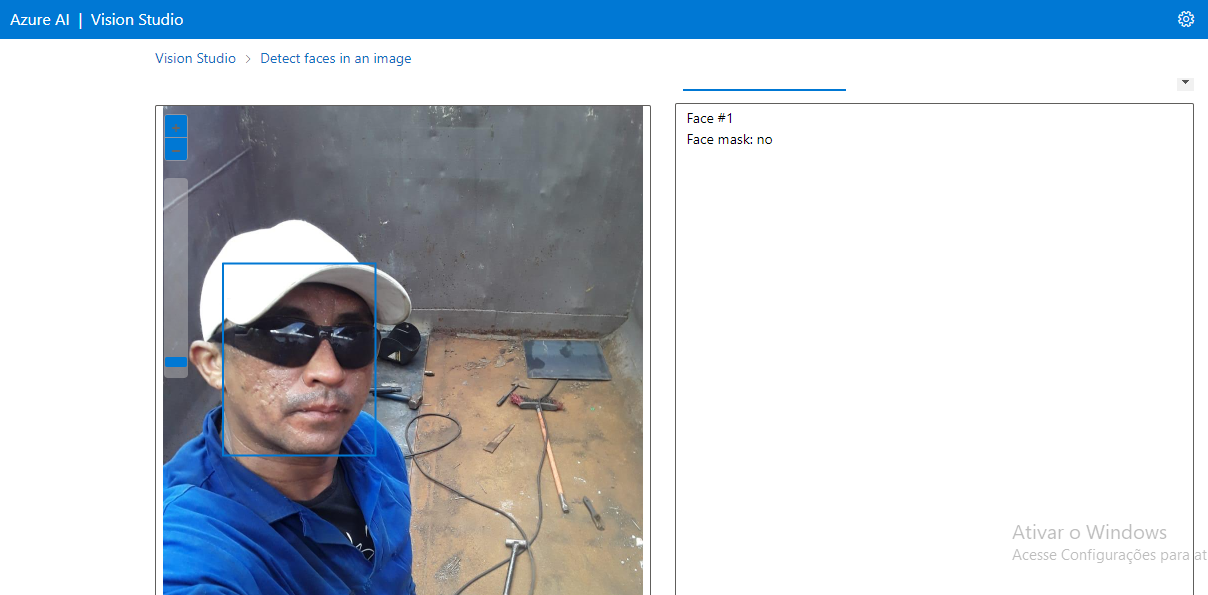 Azure AI | Vision Studio
Vision Studio > Detect faces in an image
Face #1
Face mask: no
Ativar o Windows
Acesse Configurações para at